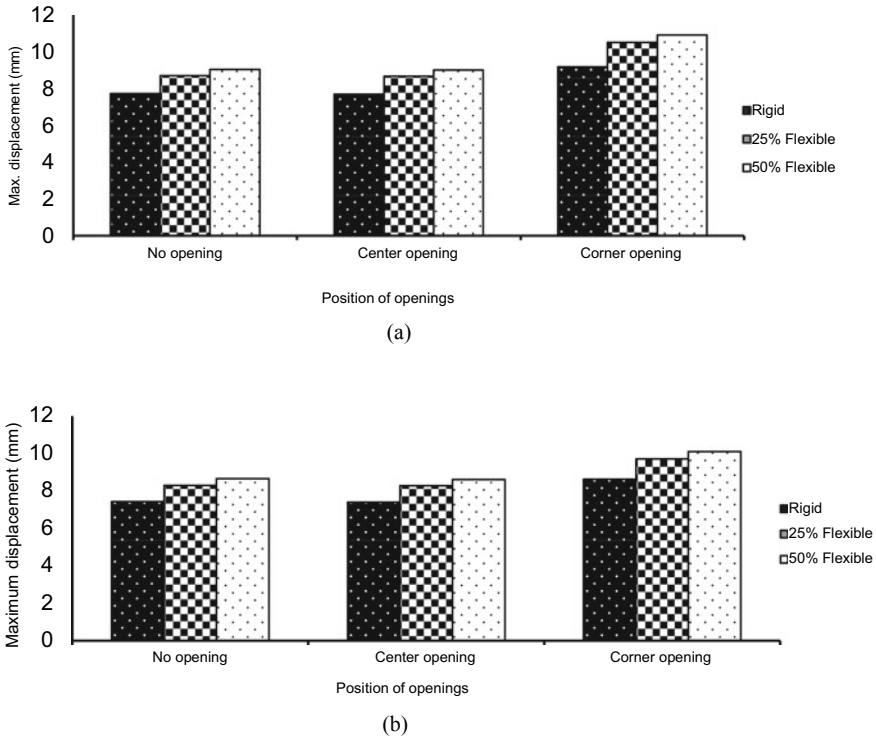 12
10
8
6
4
2
0
Max. displacement (mm)
No opening
Center opening
Corner opening
Position of openings
Rigid
25% Flexible
50% Flexible
(a)
12
10
8
6
4
2
0
Maximum displacement (mm)
No opening
Center opening
Corner opening
Position of openings
Rigid
25% Flexible
50% Flexible
(b)